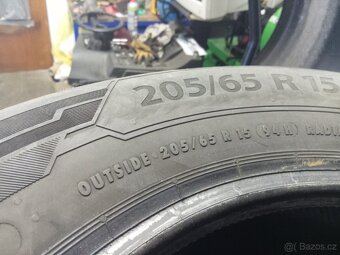 205/65 R 15
OUTSIDE · 205/65 R 15 (94H) RADIAL
Bazos.cz